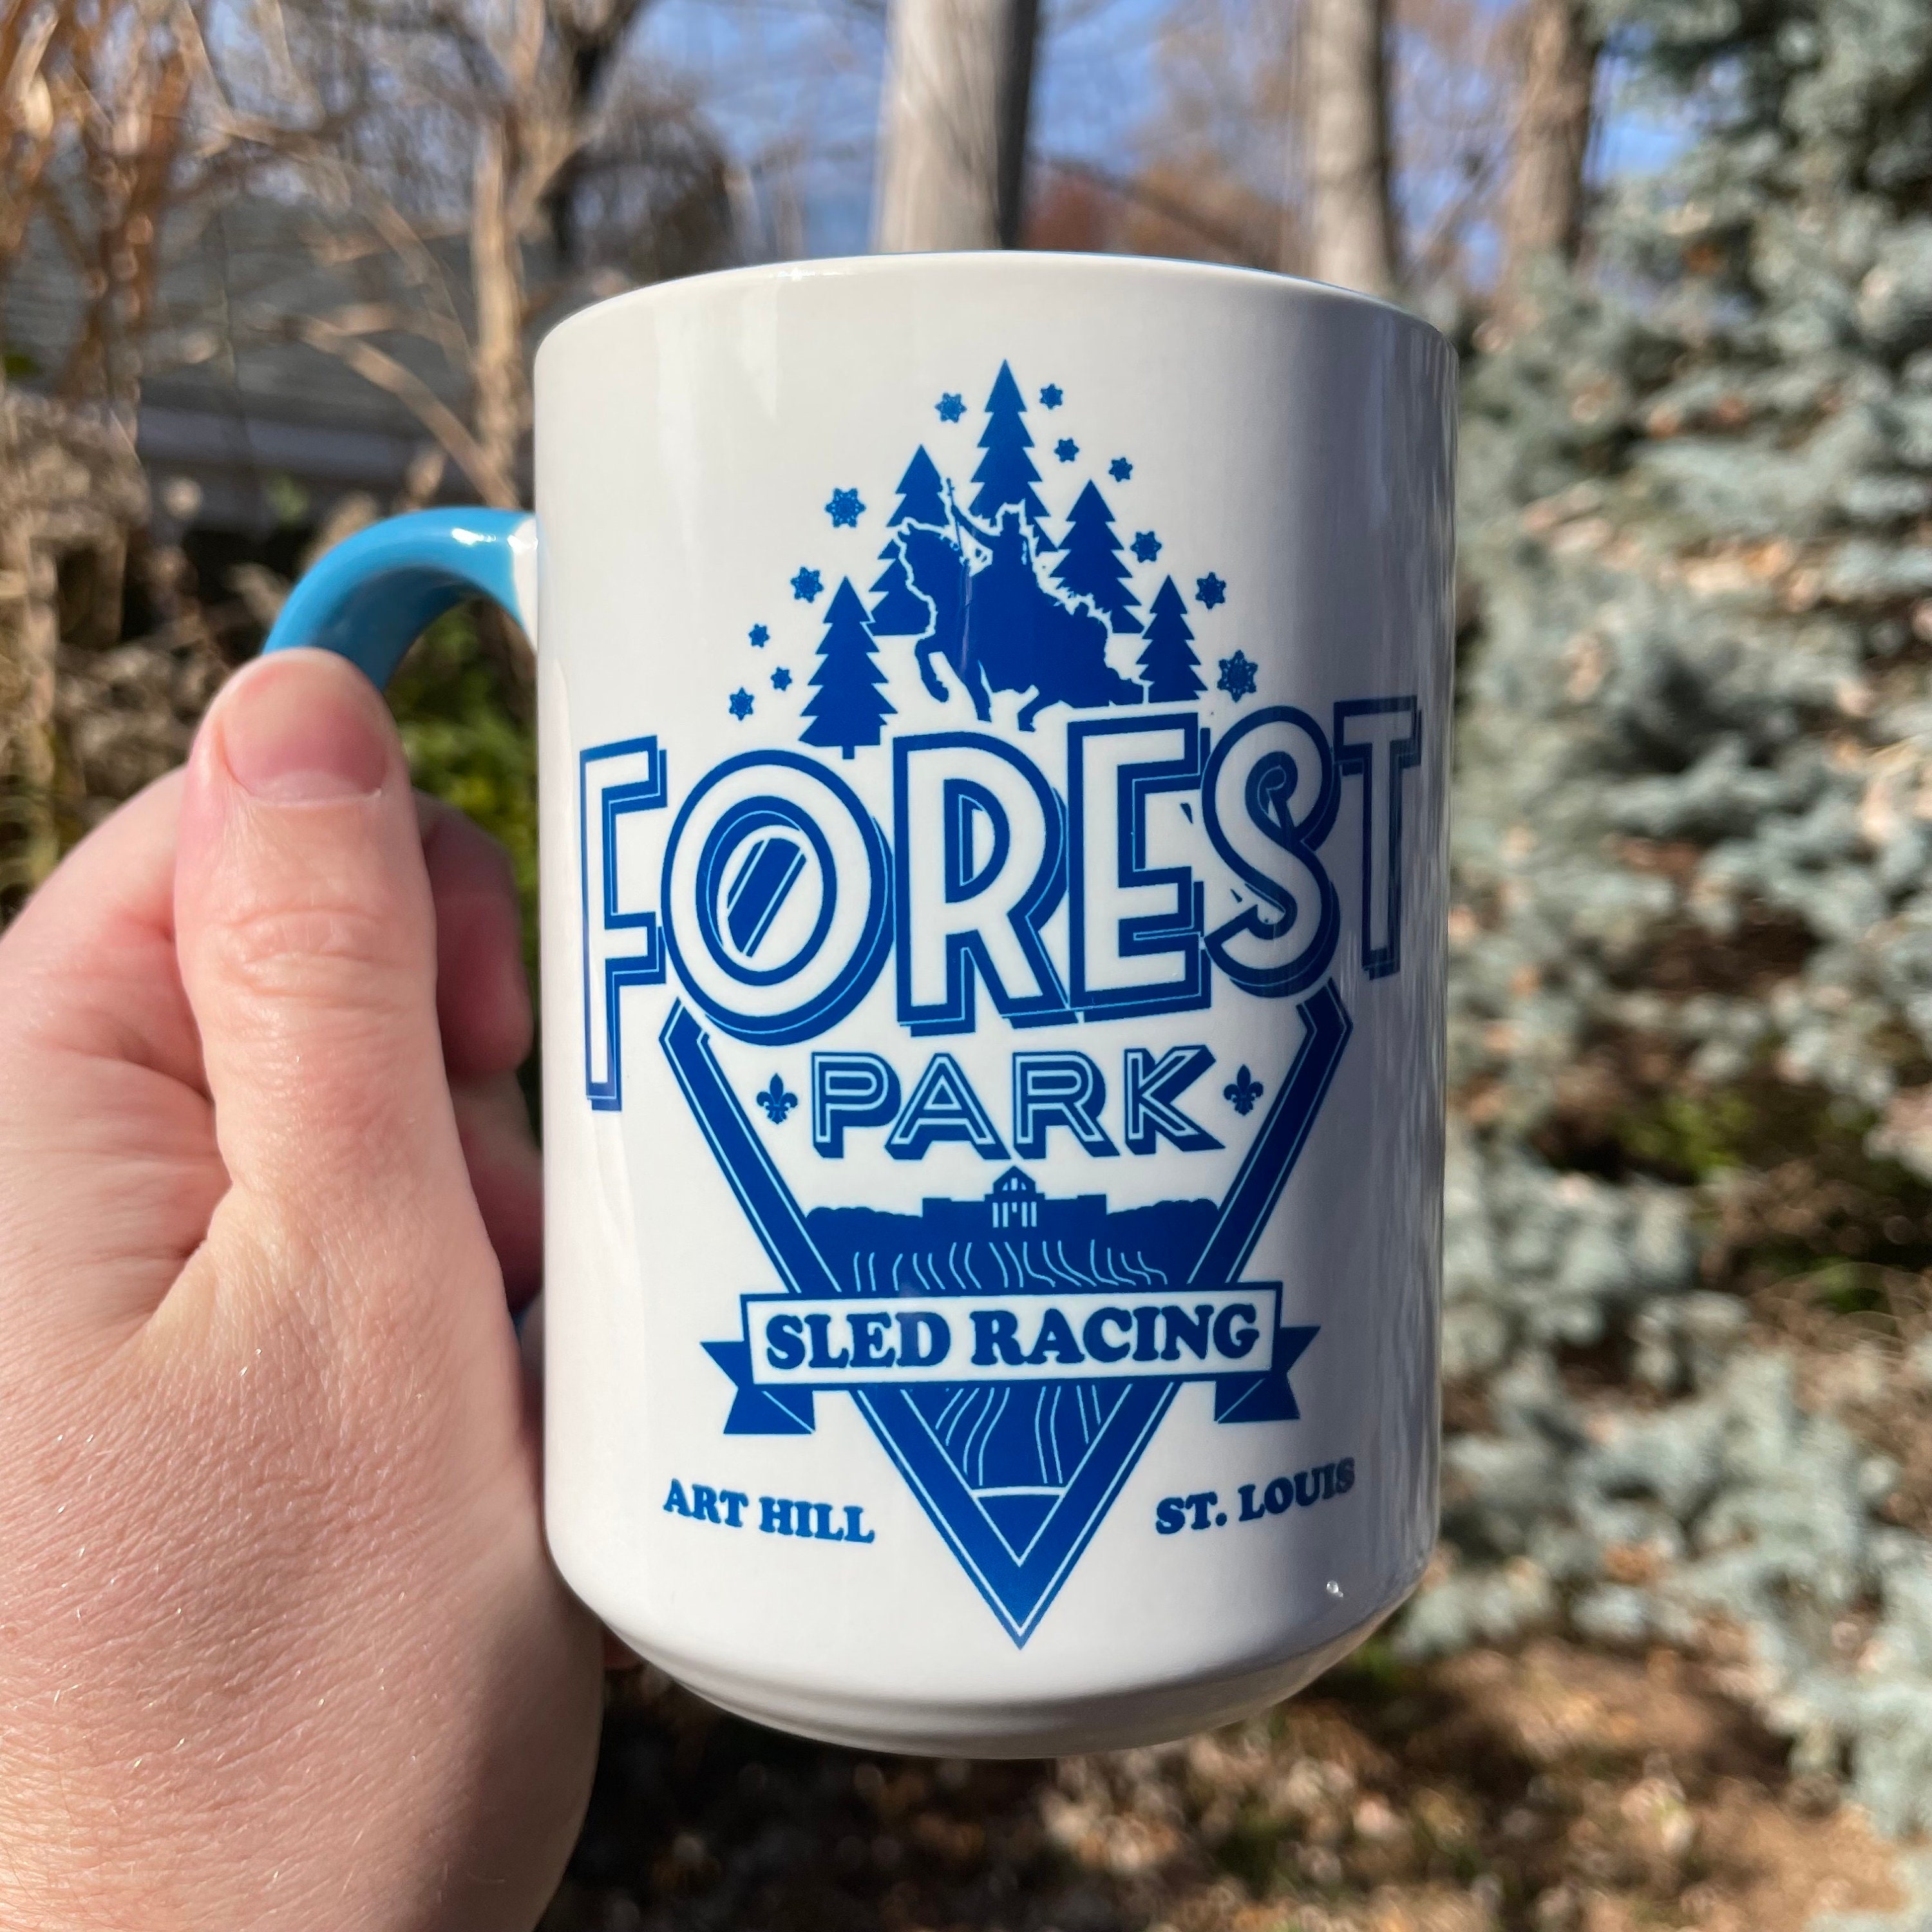 FOREST
PARK
SLED RACING
ART HILL
ST. LOUIS